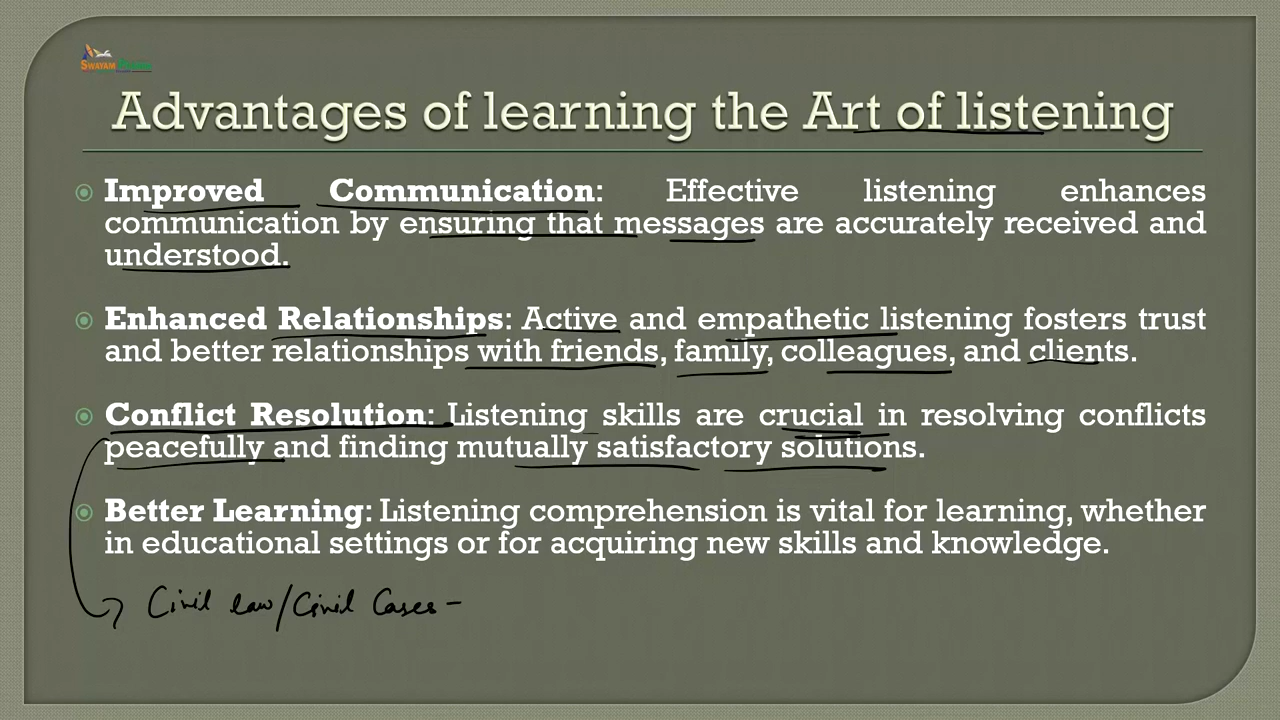 SWAYAM
Advantages of learning the Art of listening
Improved Communication: Effective listening enhances
communication by ensuring that messages are accurately received and
understood.
Enhanced Relationships: Active and empathetic listening fosters trust
and better relationships with friends, family, colleagues, and clients.
Conflict Resolution: Listening skills are crucial in resolving conflicts
peacefully and finding mutually satisfactory solutions.
Better Learning: Listening comprehension is vital for learning, whether
in educational settings or for acquiring new skills and knowledge.
Civil law/Civil Cases -